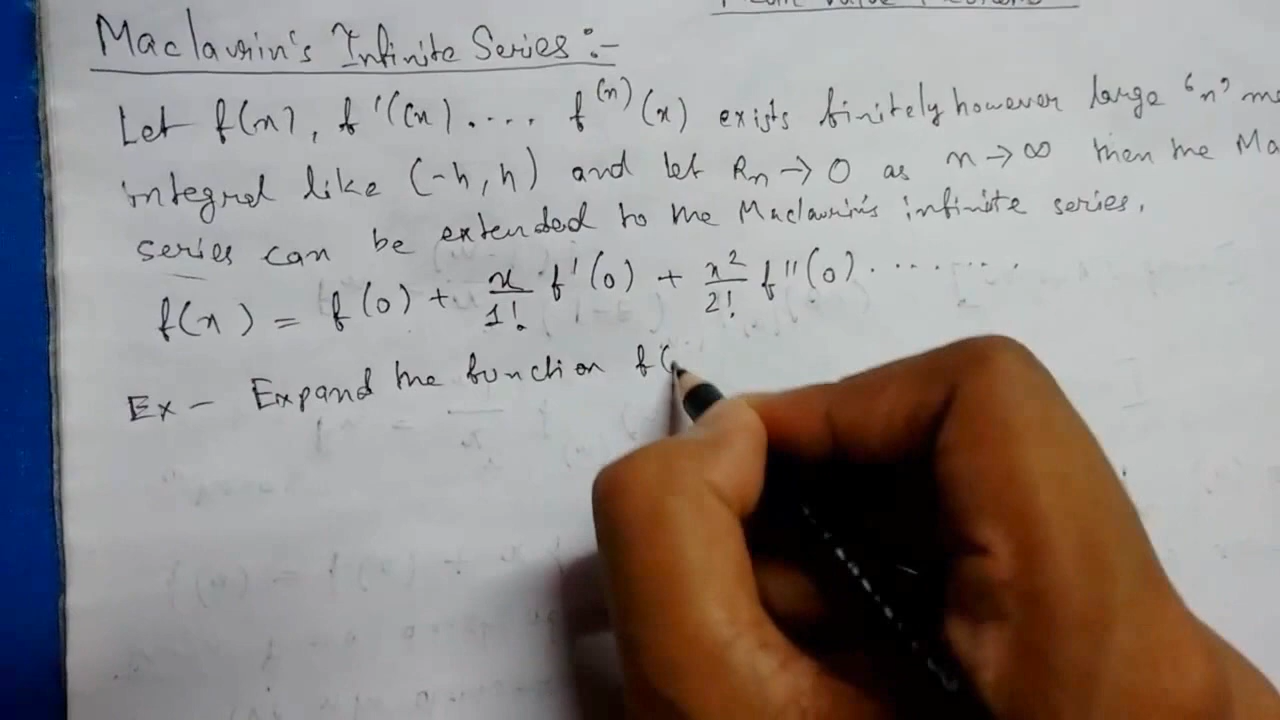 Maclaurin's Infinite Series :-
Let f(x), f'(x) .... f^(n)(x) exists finitely however large 'n' m
integral like (-h, h) and let Rn → 0 as n → ∞ then the Ma
series can be extended to the Maclaurin's infinite series.
f(x) = f(0) + x/1! . f'(0) + x²/2! f''(0) ........
Ex - Expand the function f(